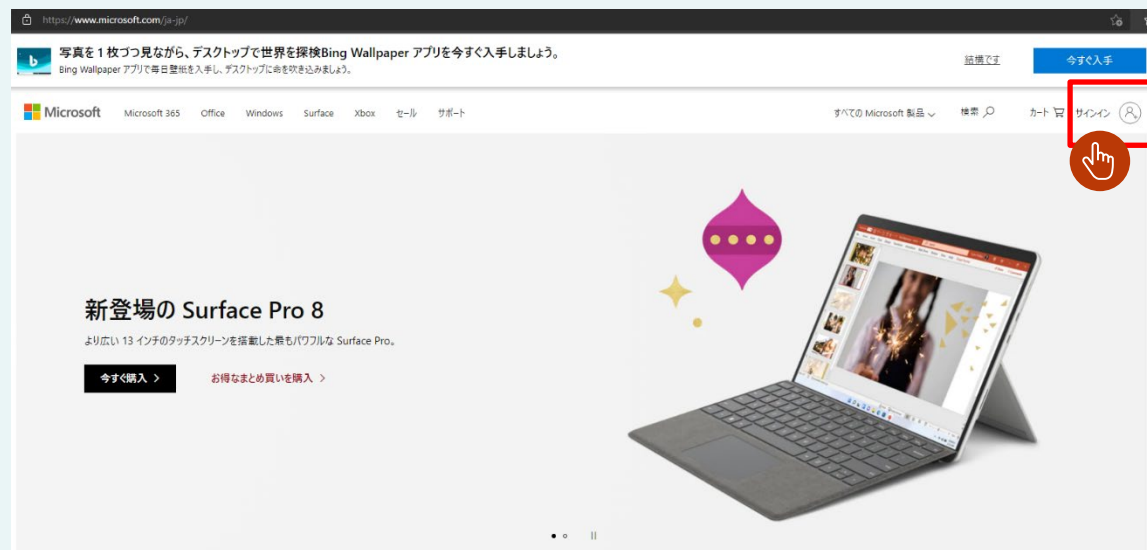 https://www.microsoft.com/ja-jp/
写真を 1 枚づつ見ながら、デスクトップで世界を探検Bing Wallpaper アプリを今すぐ入手しましょう。
Bing Wallpaper アプリで毎日壁紙を入手し、デスクトップに命を吹き込みましょう。
結構です
今すぐ入手
Microsoft Microsoft 365 Office Windows Surface Xbox セール サポート すべての Microsoft 製品 検索 カート サインイン
新登場の Surface Pro 8
より広い 13 インチのタッチスクリーンを搭載した最もパワフルな Surface Pro。
今すぐ購入 >
お得なまとめ買いを購入 >